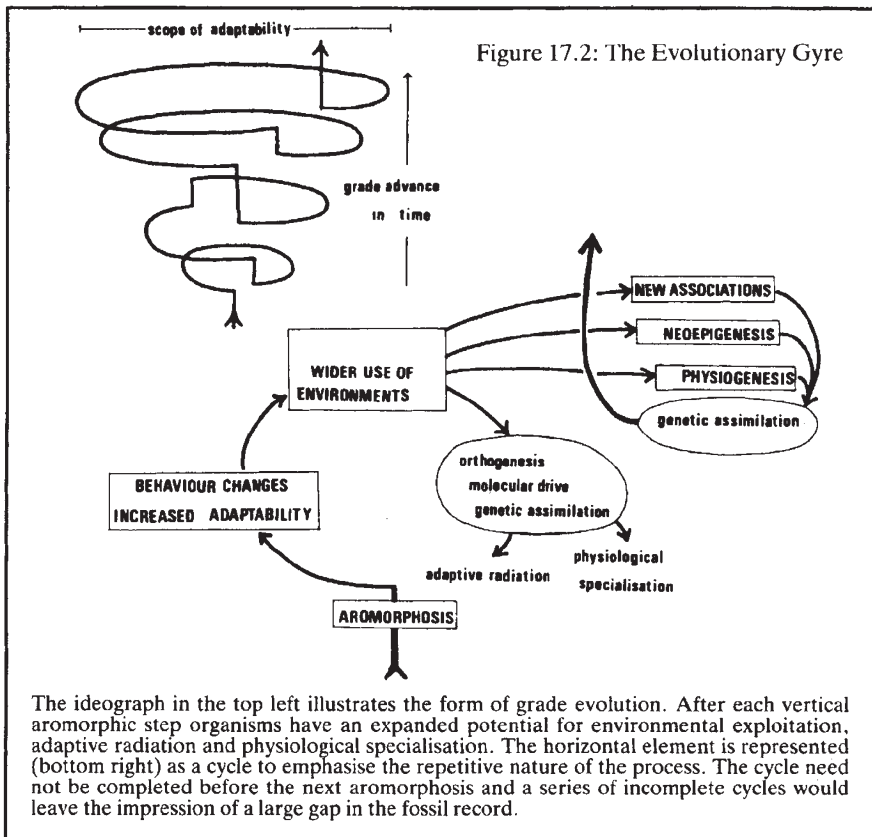 scope of adaptability
Figure 17.2: The Evolutionary Gyre
grade advance
in time
NEW ASSOCIATIONS
NEOEPIGENESIS
PHYSIOGENESIS
genetic assimilation
WIDER USE OF
ENVIRONMENTS
orthogenesis
molecular drive
genetic assimilation
BEHAVIOUR CHANGES
INCREASED ADAPTABILITY
adaptive radiation
physiological
specialisation
AROMORPHOSIS
The ideograph in the top left illustrates the form of grade evolution. After each vertical
aromorphic step organisms have an expanded potential for environmental exploitation,
adaptive radiation and physiological specialisation. The horizontal element is represented
(bottom right) as a cycle to emphasise the repetitive nature of the process. The cycle need
not be completed before the next aromorphosis and a series of incomplete cycles would
leave the impression of a large gap in the fossil record.